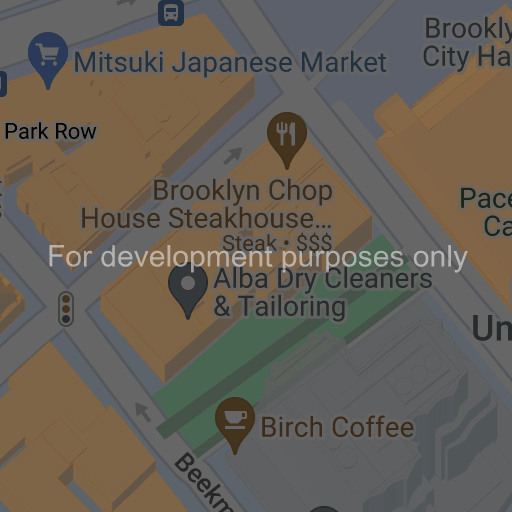 Mitsuki Japanese Market
Brookly
City Ha
Park Row
Brooklyn Chop
House Steakhouse...
Steak • $$$
Pace
Ca
For development purposes only
Alba Dry Cleaners
& Tailoring
Un
Birch Coffee
Beekm